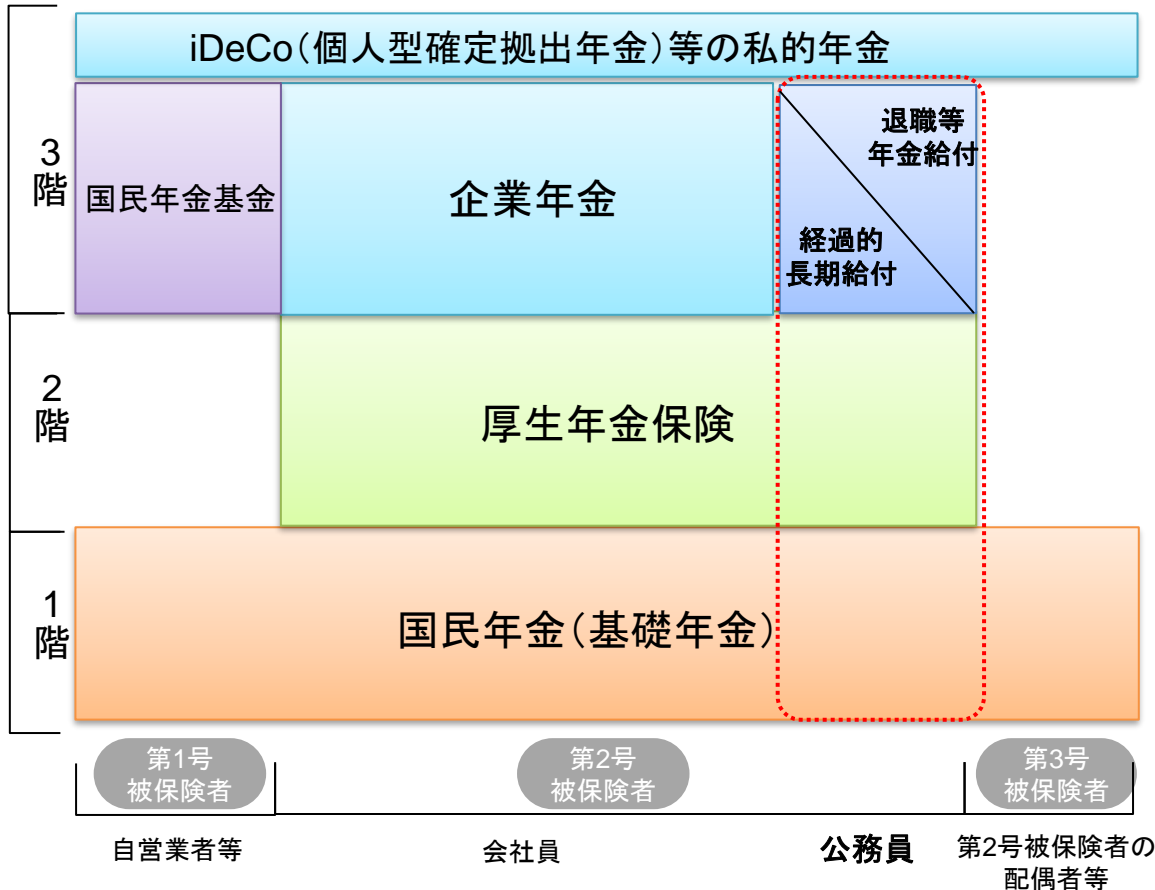 iDeCo(個人型確定拠出年金)等の私的年金
3
階
国民年金基金
企業年金
退職等
年金給付
経過的
長期給付
2
階
厚生年金保険
1
階
国民年金(基礎年金)
第1号
被保険者
第2号
被保険者
第3号
被保険者
自営業者等
会社員
公務員
第2号被保険者の
配偶者等